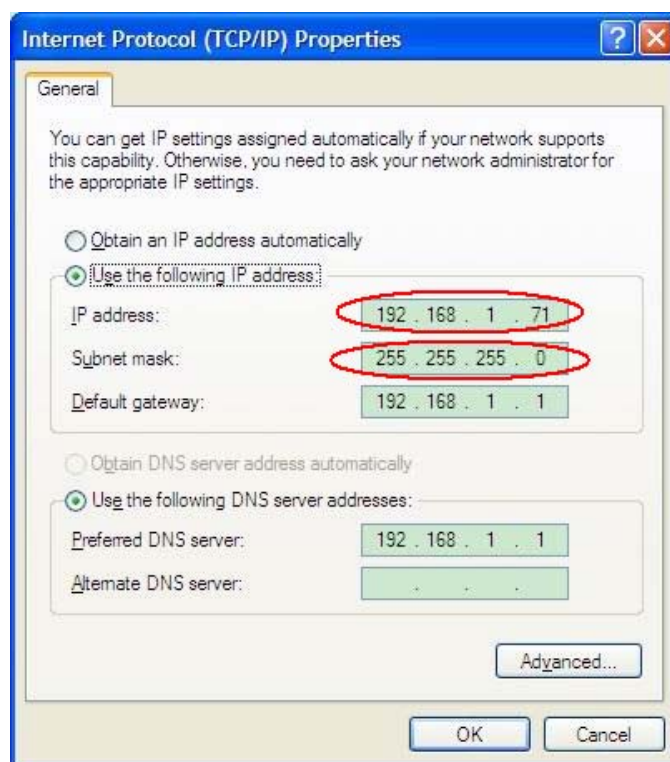 Internet Protocol (TCP/IP) Properties
General
You can get IP settings assigned automatically if your network supports
this capability. Otherwise, you need to ask your network administrator for
the appropriate IP settings.
Obtain an IP address automatically
Use the following IP address:
IP address: 192 . 168 . 1 . 71
Subnet mask: 255 . 255 . 255 . 0
Default gateway: 192 . 168 . 1 . 1
Obtain DNS server address automatically
Use the following DNS server addresses:
Preferred DNS server: 192 . 168 . 1 . 1
Alternate DNS server: . . .
Advanced...
OK Cancel